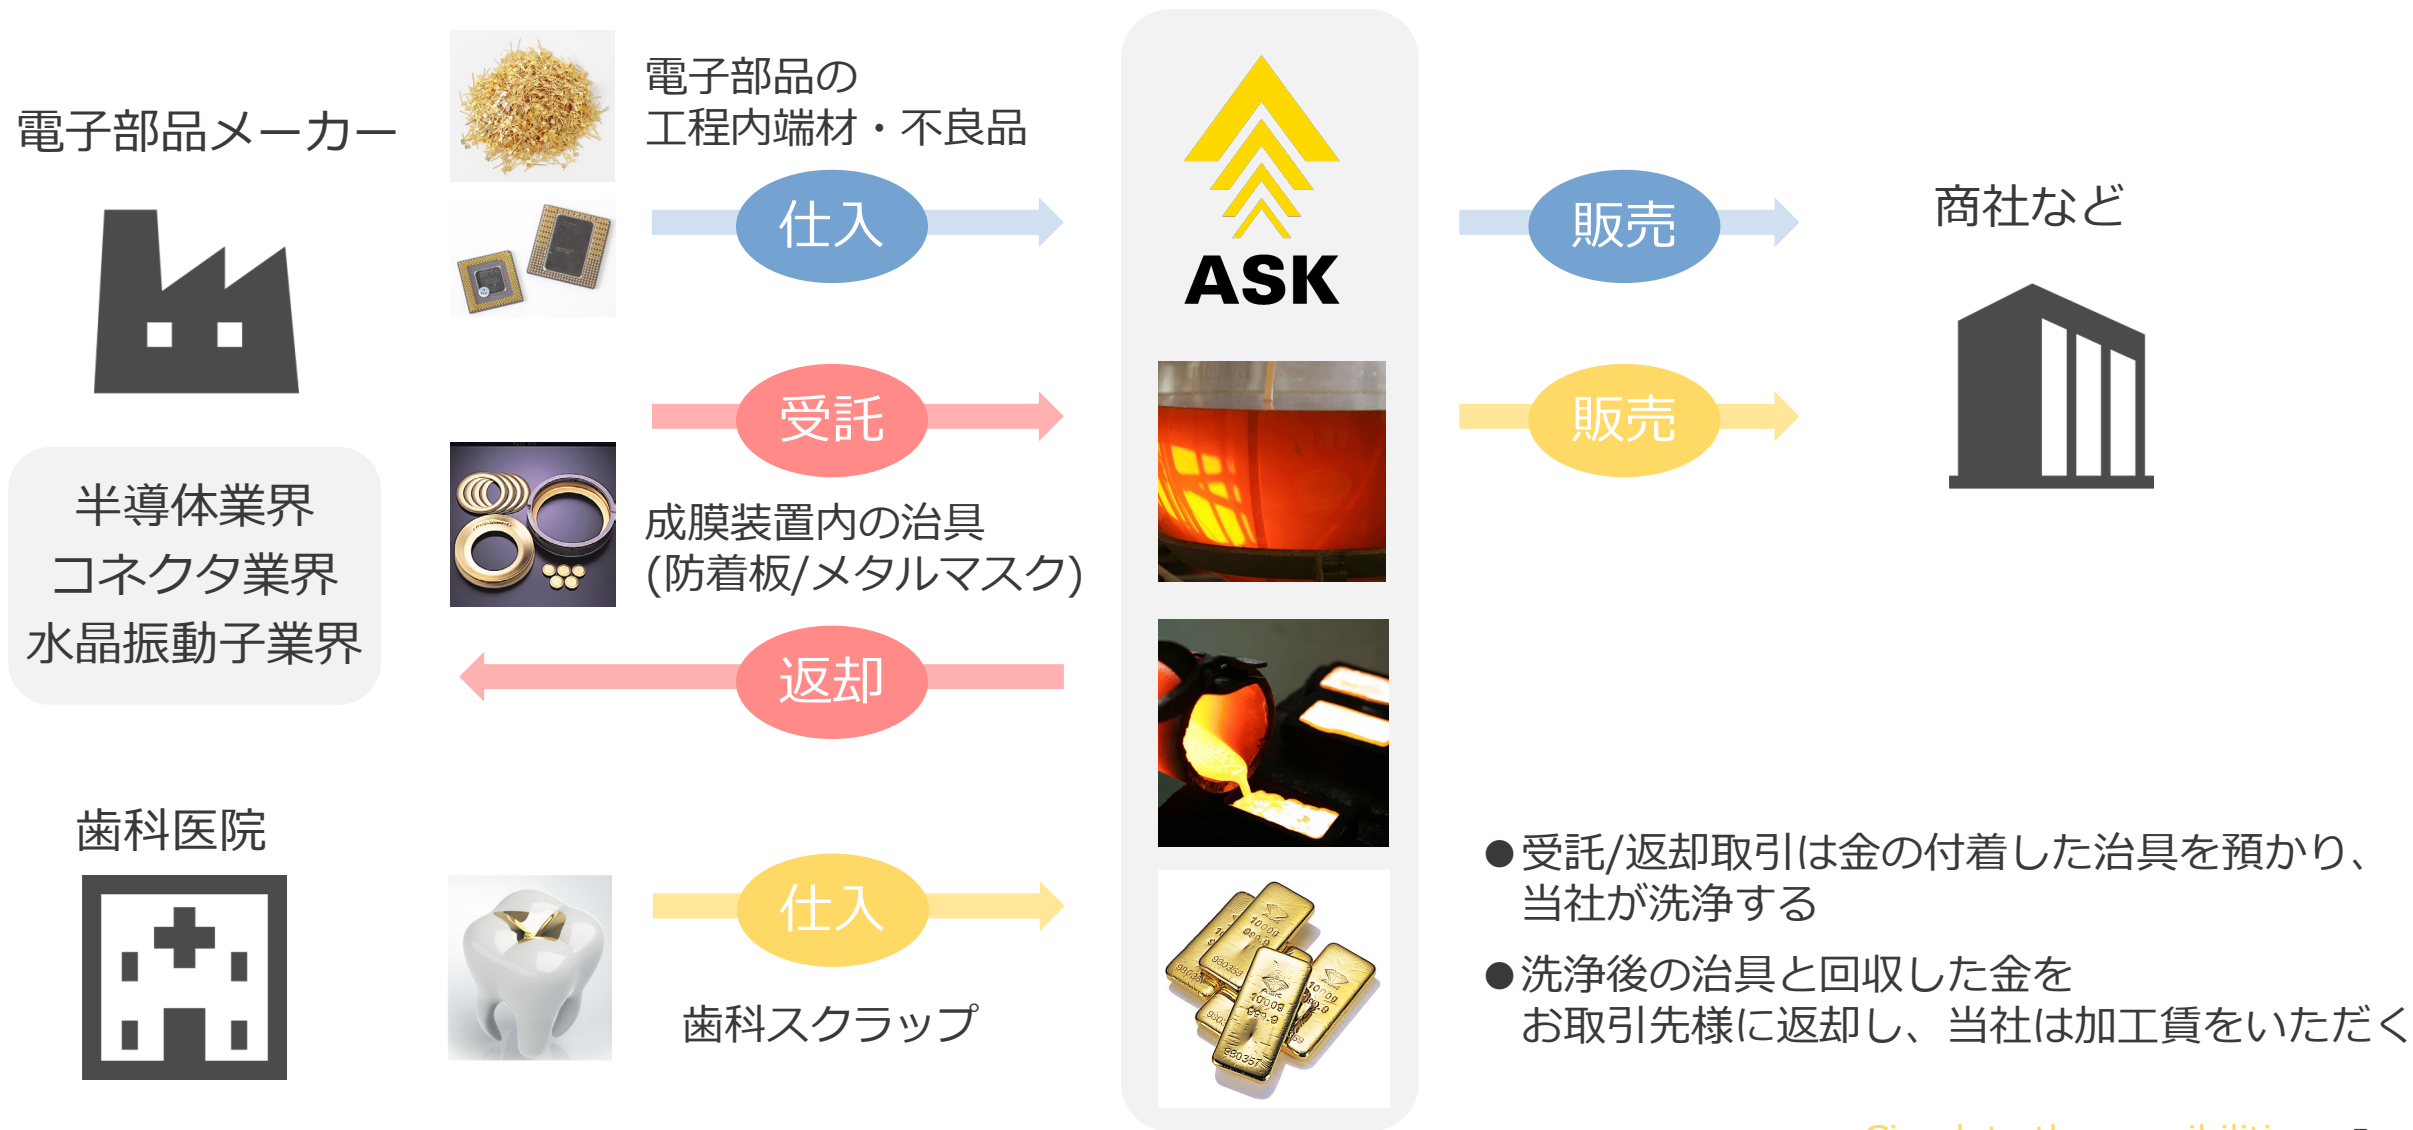 電子部品メーカー
半導体業界
コネクタ業界
水晶振動子業界
歯科医院
電子部品の
工程内端材・不良品
仕入
受託
成膜装置内の治具
(防着板/メタルマスク)
返却
仕入
歯科スクラップ
ASK
1000g
980359
1000g
999.9
980357
販売
販売
商社など
●受託/返却取引は金の付着した治具を預かり、
当社が洗浄する
●洗浄後の治具と回収した金を
お取引先様に返却し、当社は加工賃をいただく